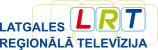 LATGALES LRT
REĢIONĀLĀ TELEVĪZIJA